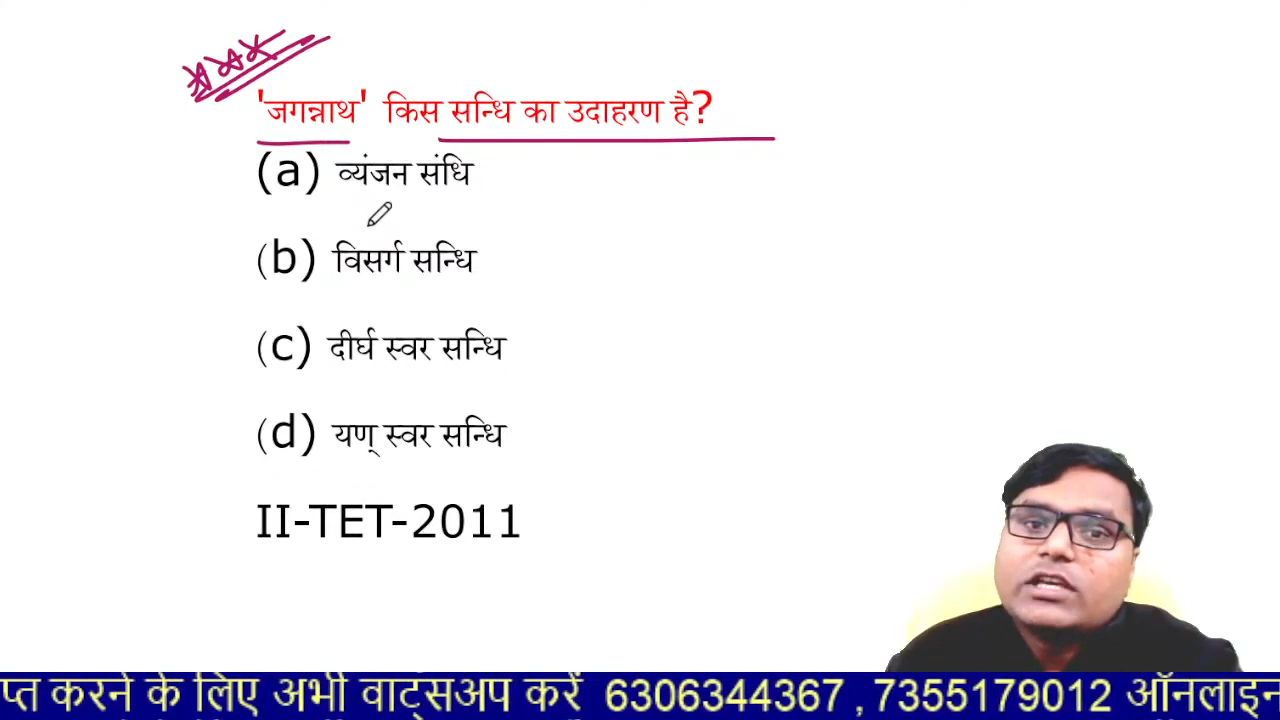 'जगन्नाथ' किस सन्धि का उदाहरण है?
(a) व्यंजन संधि
(b) विसर्ग सन्धि
(c) दीर्घ स्वर सन्धि
(d) यण् स्वर सन्धि
II-TET-2011
प्त करने के लिए अभी वाट्सअप करें 6306344367 , 7355179012 ऑनलाइन